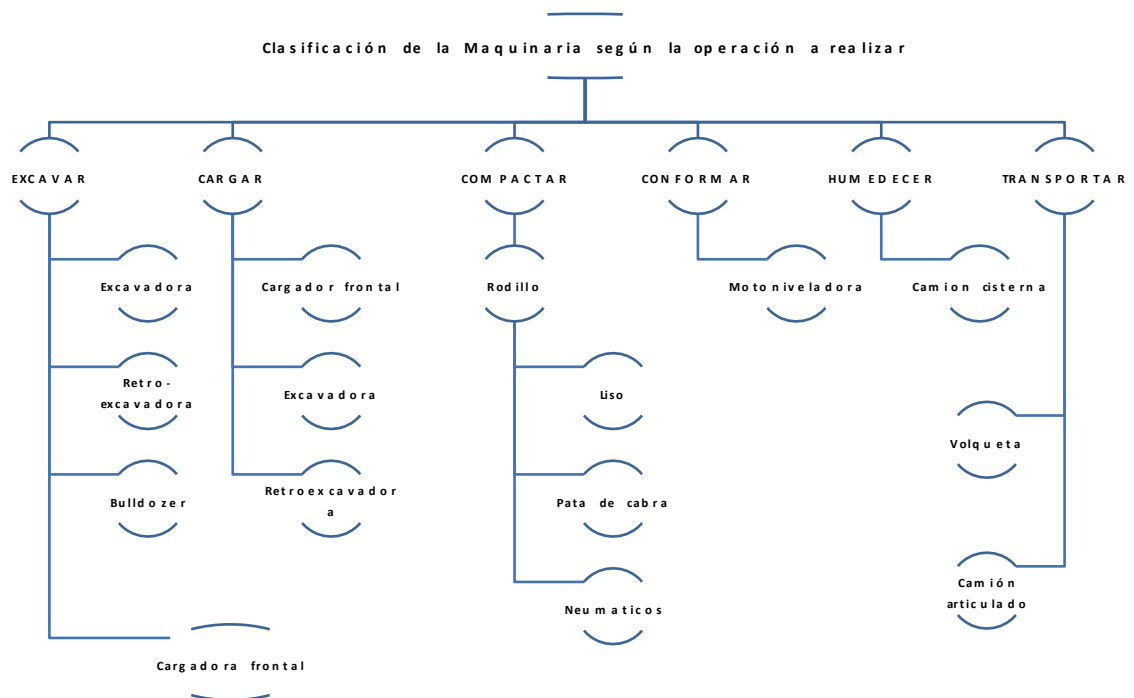 Clasificación de la Maquinaria según la operación a realizar
EXCAVAR
Excavadora
Retro-
excavadora
Bulldozer
Cargadora frontal
CARGAR
Cargador frontal
Excavadora
Retroexcavador
a
COMPACTAR
Rodillo
Liso
Pata de cabra
Neumaticos
CONFORMAR
Motoniveladora
HUMEDECER
Camion cisterna
TRANSPORTAR
Volqueta
Camión
articulado